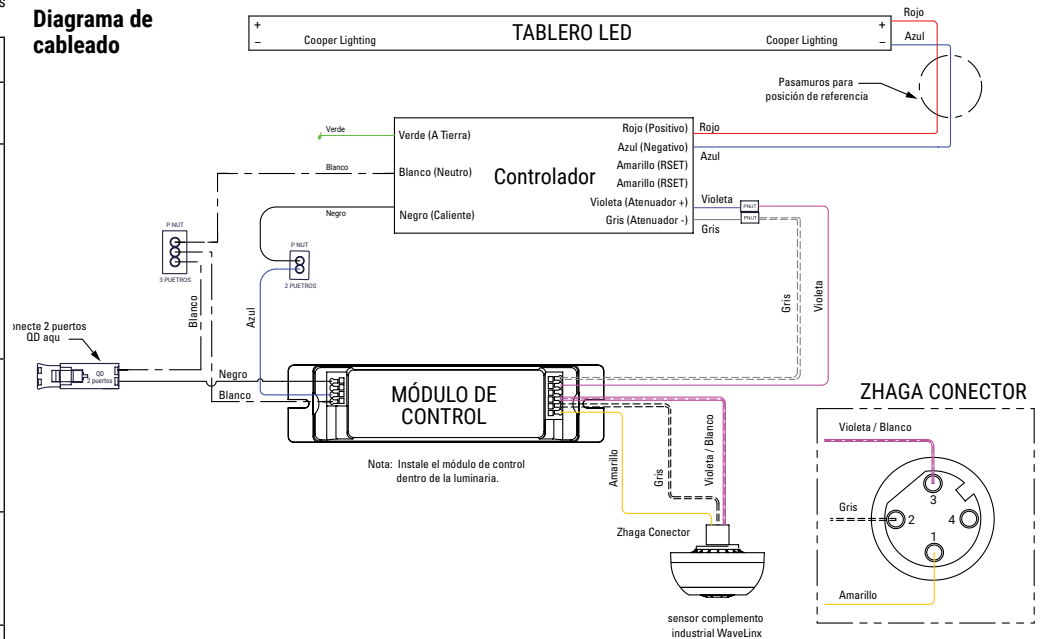 s
Diagrama de
cableado
+
TABLERO LED
+
–
Cooper Lighting
Cooper Lighting
–
Rojo
Azul
Pasamuros para
posición de referencia
Verde
Verde (A Tierra)
Rojo (Positivo)
Rojo
Azul (Negativo)
Azul
Amarillo (RSET)
Blanco
Blanco (Neutro)
Controlador
Amarillo (RSET)
Violeta (Atenuador +)
Violeta
PNUT
Negro
Negro (Caliente)
Gris (Atenuador -)
Gris
PNUT
P NUT
3 PUETROS
P NUT
2 PUETROS
Blanco
Azul
Gris
Violeta
onecte 2 puertos
QD aqu
QD
2 puertos
Negro
Blanco
MÓDULO DE
CONTROL
Nota: Instale el módulo de control
dentro de la luminaria.
Amarillo
Gris
Violeta / Blanco
Zhaga Conector
sensor complemento
industrial WaveLinx
ZHAGA CONECTOR
Violeta / Blanco
3
Gris
2
4
1
Amarillo